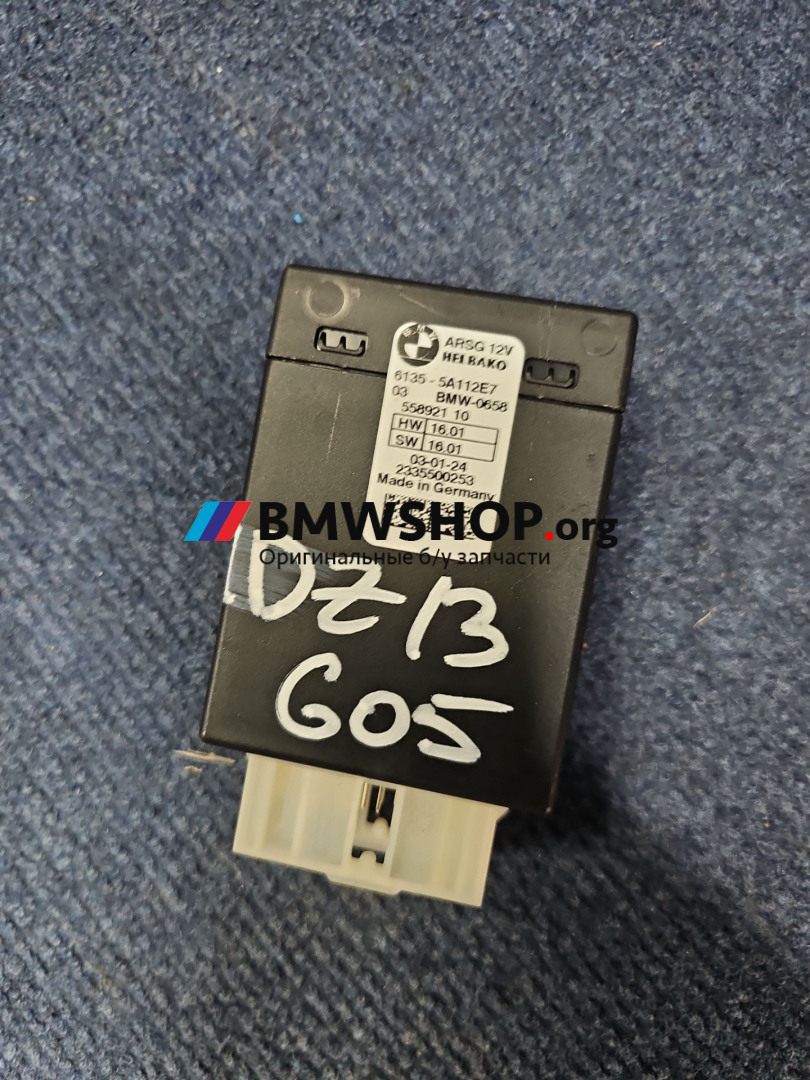 ARSG 12V
HELBAKO
6135 - 5A112E7
03 BMW-0658
558921 10
HW 16.01
SW 16.01
03-01-24
2335500253
Made in Germany
BMWSHOP.org
Оригинальные б/у запчасти
DZ13
G05